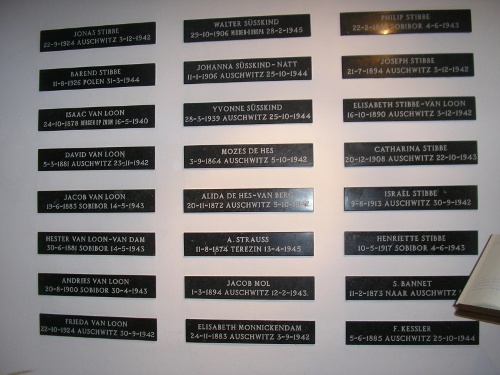 JONAS STIBBE
22-9-1924 AUSCHWITZ 3-12-1942
BAREND STIBBE
11-8-1926 POLEN 31-3-1944
ISAAC VAN LOON
24-10-1878 BERGEN OP ZOOM 16-5-1940
DAVID VAN LOON
5-3-1881 AUSCHWITZ 23-11-1942
JACOB VAN LOON
13-6-1883 SOBIBOR 14-5-1943
HESTER VAN LOON-VAN DAM
30-6-1881 SOBIBOR 14-5-1943
ANDRIES VAN LOON
20-8-1900 SOBIBOR 30-4-1943
FRIEDA VAN LOON
22-10-1924 AUSCHWITZ 30-9-1942
WALTER SÜSSKIND
29-10-1906 MIDDEN-EUROPA 28-2-1945
JOHANNA SÜSSKIND-NATT
11-1-1906 AUSCHWITZ 25-10-1944
YVONNE SÜSSKIND
28-3-1939 AUSCHWITZ 25-10-1944
MOZES DE HES
3-9-1864 AUSCHWITZ 5-10-1942
ALIDA DE HES-VAN BERG
20-11-1872 AUSCHWITZ 5-10-1942
A. STRAUSS
11-8-1874 TEREZIN 13-4-1945
JACOB MOL
1-3-1894 AUSCHWITZ 12-2-1943
ELISABETH MONNICKENDAM
24-11-1883 AUSCHWITZ 3-9-1942
PHILIP STIBBE
SOBIBOR 4-6-1943
JOSEPH STIBBE
21-7-1894 AUSCHWITZ 3-12-1942
ELISABETH STIBBE-VAN LOON
16-10-1890 AUSCHWITZ 3-12-1942
CATHARINA STIBBE
20-12-1908 AUSCHWITZ 22-10-1943
ISRAEL STIBBE
9-8-1913 AUSCHWITZ 30-9-1942
HENRIETTE STIBBE
10-5-1917 SOBIBOR 4-6-1943
S. BANNET
11-2-1873 NAAR AUSCHWITZ
F. KESSLER
5-6-1885 AUSCHWITZ 25-10-1944